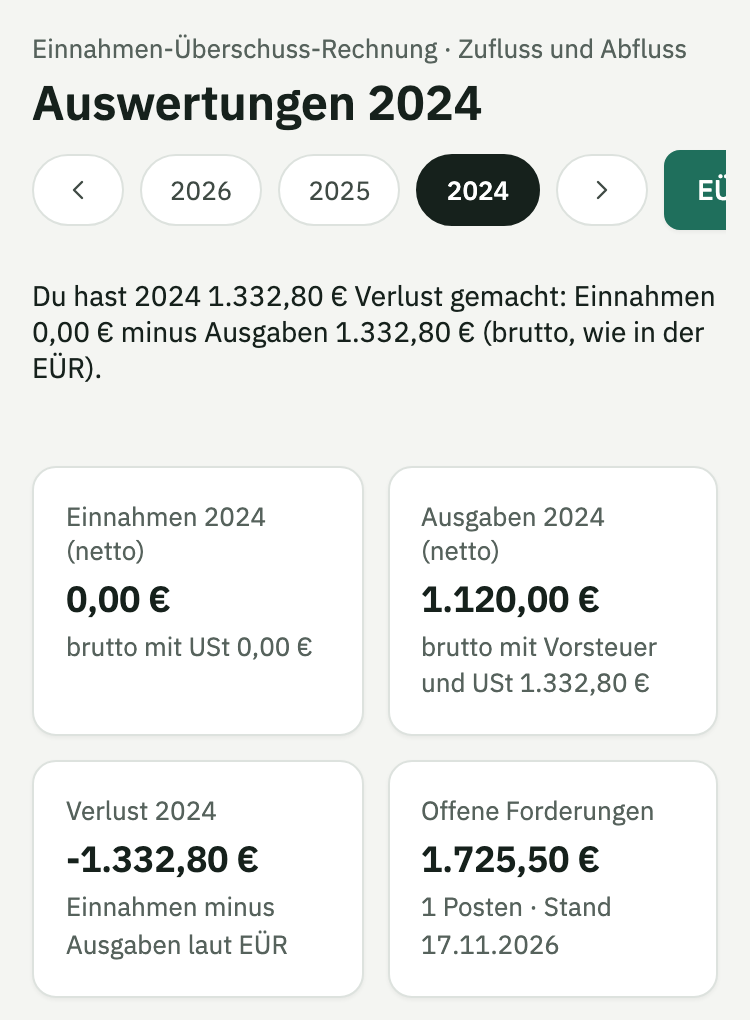 Einnahmen-Überschuss-Rechnung · Zufluss und Abfluss
Auswertungen 2024
2026 2025 2024 EÜ
Du hast 2024 1.332,80 € Verlust gemacht: Einnahmen
0,00 € minus Ausgaben 1.332,80 € (brutto, wie in der
EÜR).
Einnahmen 2024
(netto)
0,00 €
brutto mit USt 0,00 €
Ausgaben 2024
(netto)
1.120,00 €
brutto mit Vorsteuer
und USt 1.332,80 €
Verlust 2024
-1.332,80 €
Einnahmen minus
Ausgaben laut EÜR
Offene Forderungen
1.725,50 €
1 Posten · Stand
17.11.2026